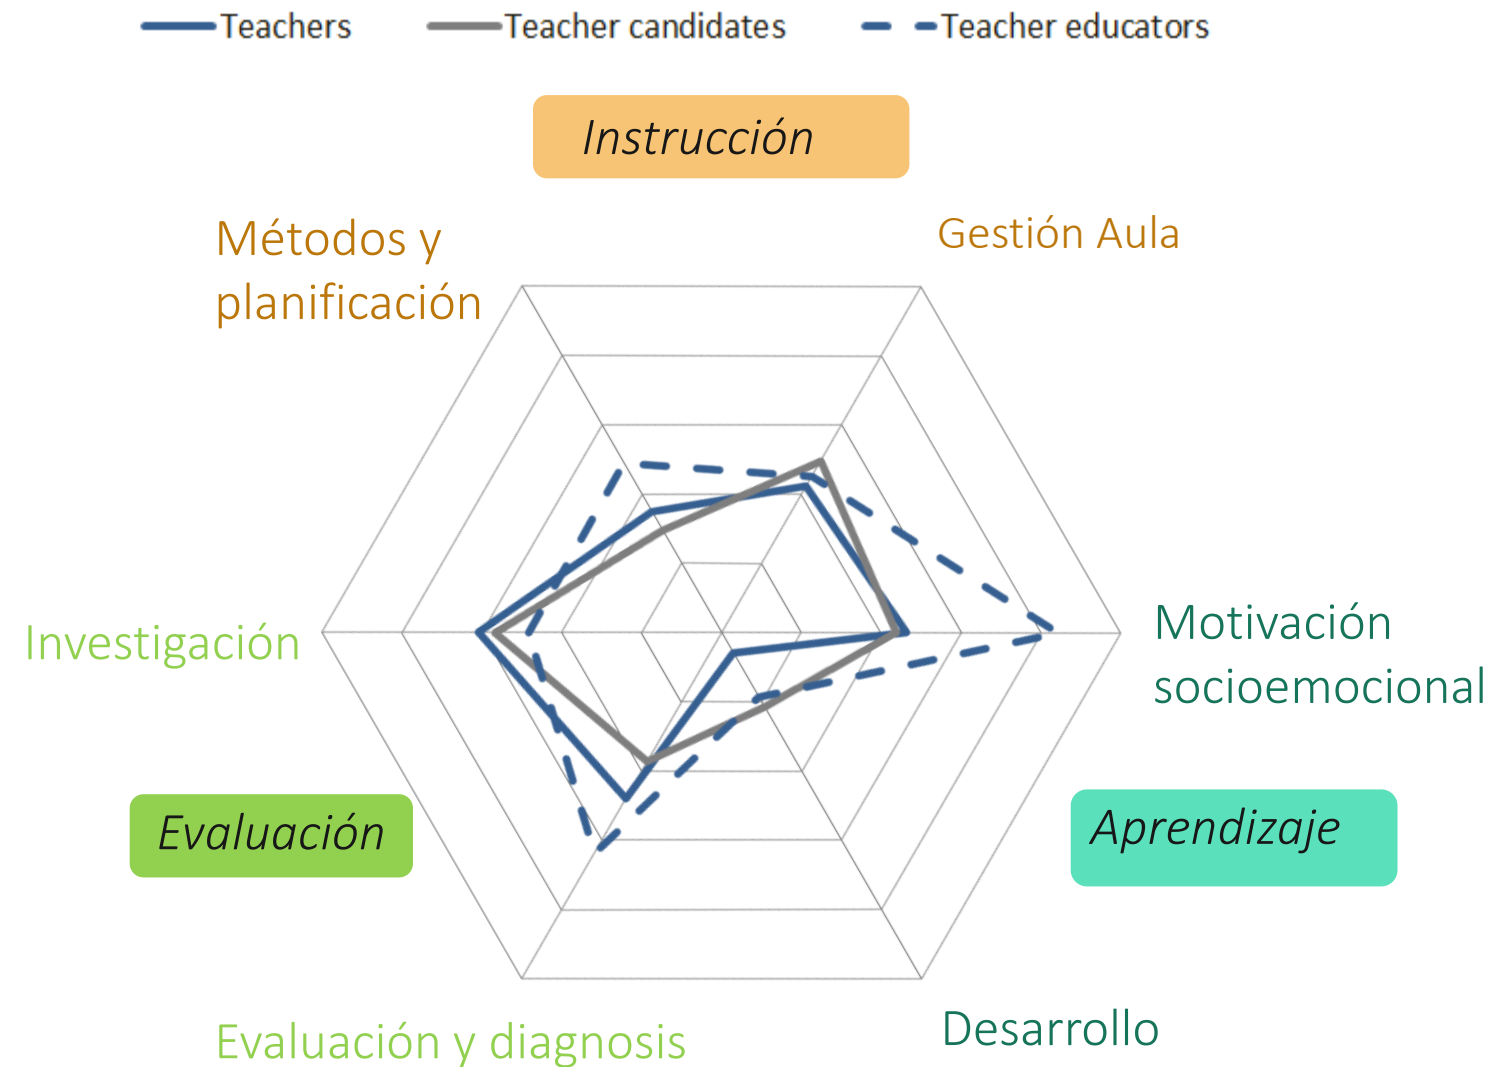 Teachers Teacher candidates Teacher educators
Instrucción
Métodos y
planificación
Gestión Aula
Investigación
Motivación
socioemocional
Evaluación
Aprendizaje
Evaluación y diagnosis
Desarrollo